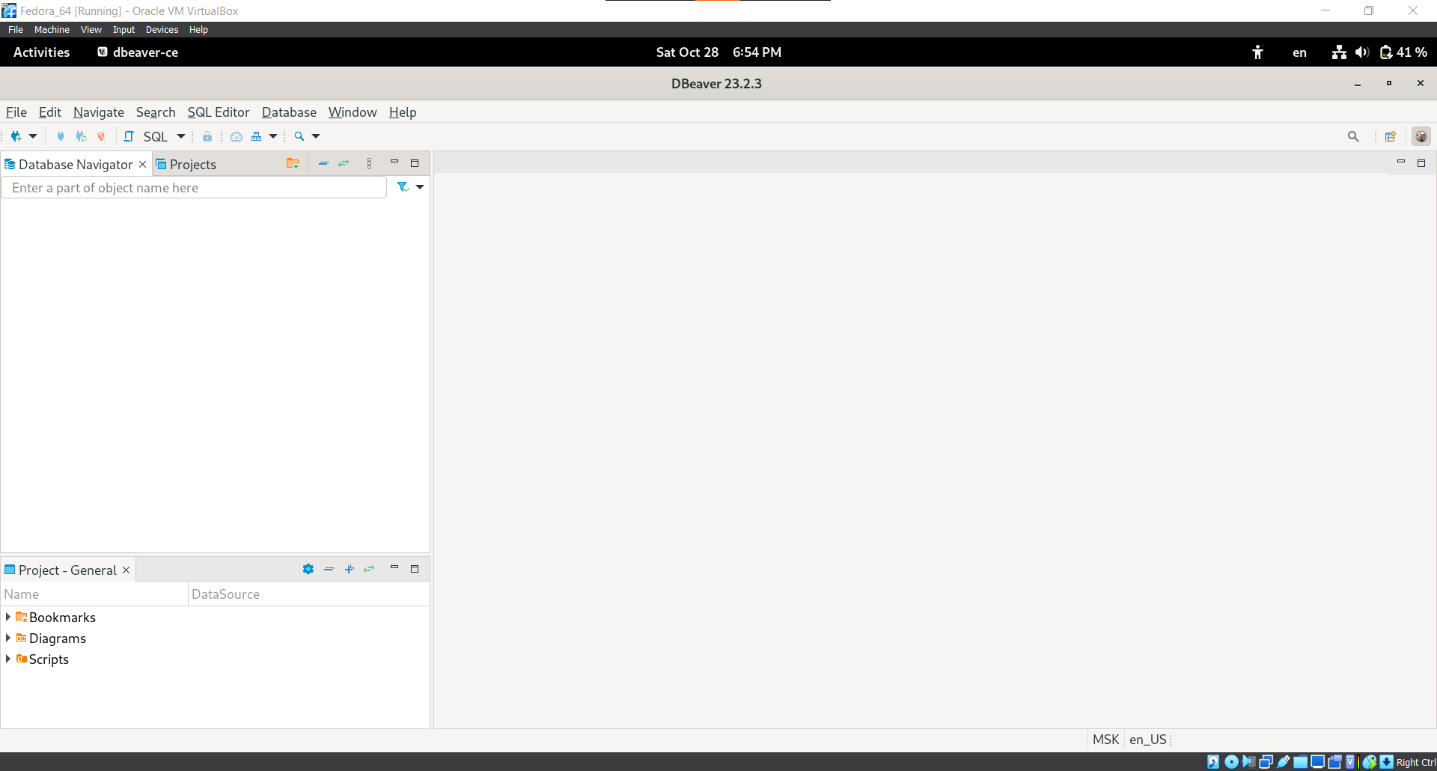 Fedora_64 [Running] - Oracle VM VirtualBox
File Machine View Input Devices Help
Activities dbeaver-ce Sat Oct 28 6:54 PM en 41 %
DBeaver 23.2.3
File Edit Navigate Search SQL Editor Database Window Help
SQL
Database Navigator Projects
Enter a part of object name here
Project - General
Name DataSource
Bookmarks
Diagrams
Scripts
MSK en_US
Right Ctrl